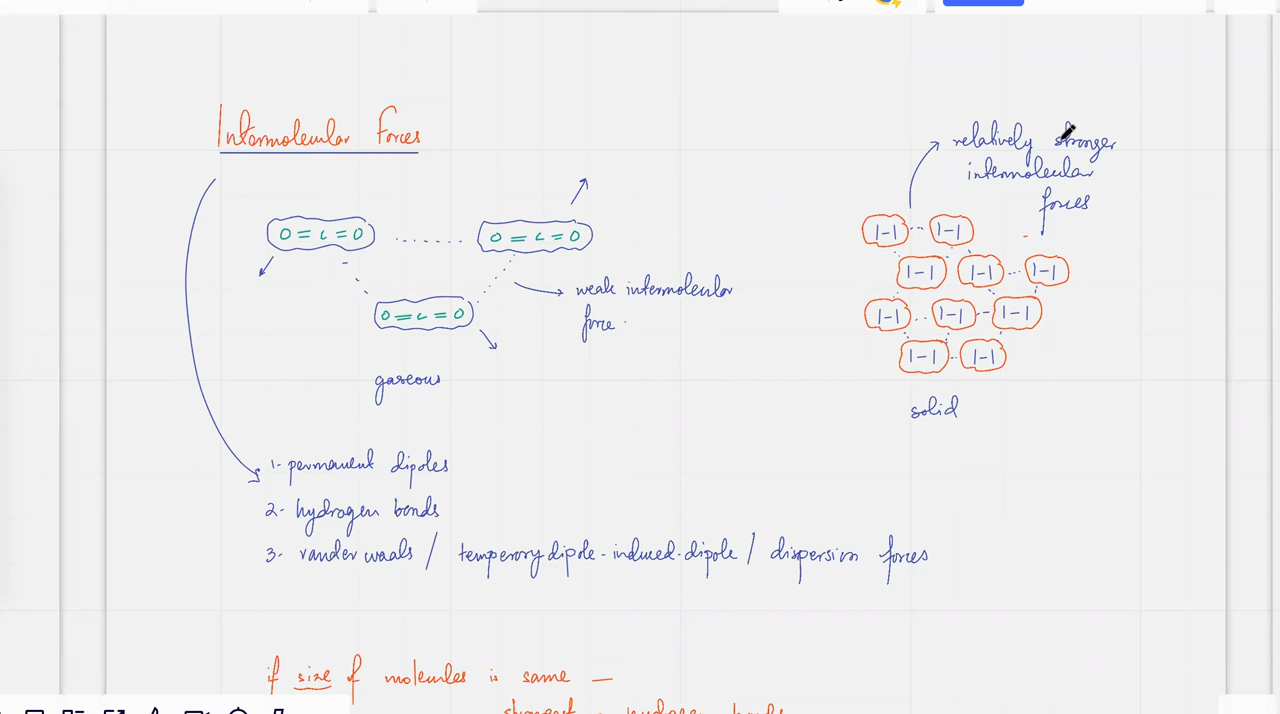 Intermolecular Forces
relatively stronger
intermolecular
forces
O = C = O
O = C = O
weak intermolecular
force.
O = C = O
gaseous
I-I I-I
I-I I-I I-I
I-I I-I I-I
I-I I-I
solid
1- permanent dipoles
2- hydrogen bonds
3- vander waals / temperory dipole-induced-dipole / dispersion forces
if size of molecules is same —